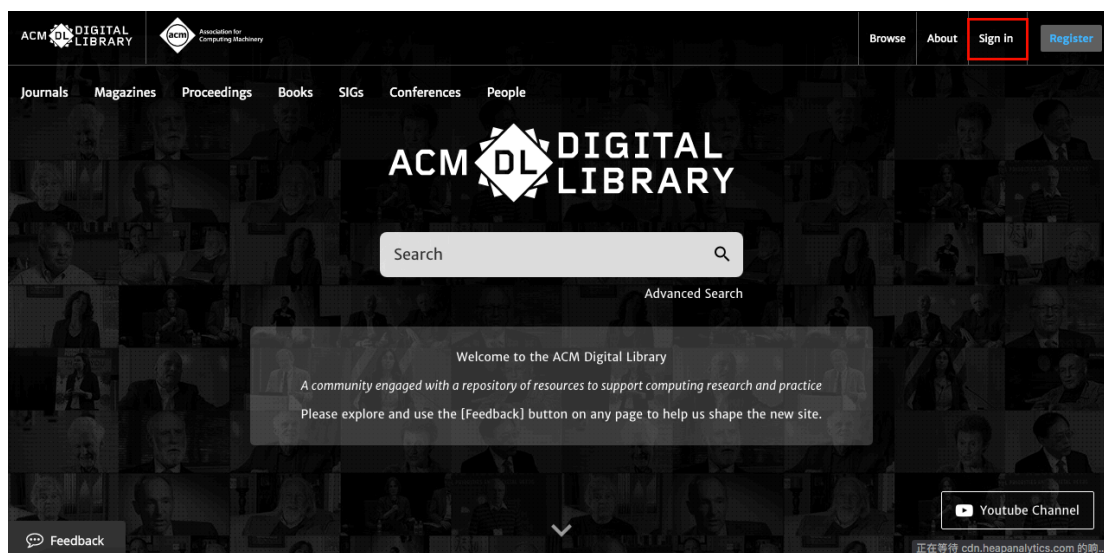 ACM DL DIGITAL LIBRARY
acm Association for Computing Machinery
Browse About Sign in Register
Journals Magazines Proceedings Books SIGs Conferences People
ACM DL DIGITAL LIBRARY
Search
Advanced Search
Welcome to the ACM Digital Library
A community engaged with a repository of resources to support computing research and practice
Please explore and use the [Feedback] button on any page to help us shape the new site.
Youtube Channel
Feedback
正在等待 cdn.heapanalytics.com 的响...